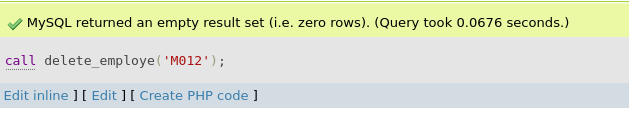 MySQL returned an empty result set (i.e. zero rows). (Query took 0.0676 seconds.)
call delete_employe('M012');
Edit inline ] [ Edit ] [ Create PHP code ]